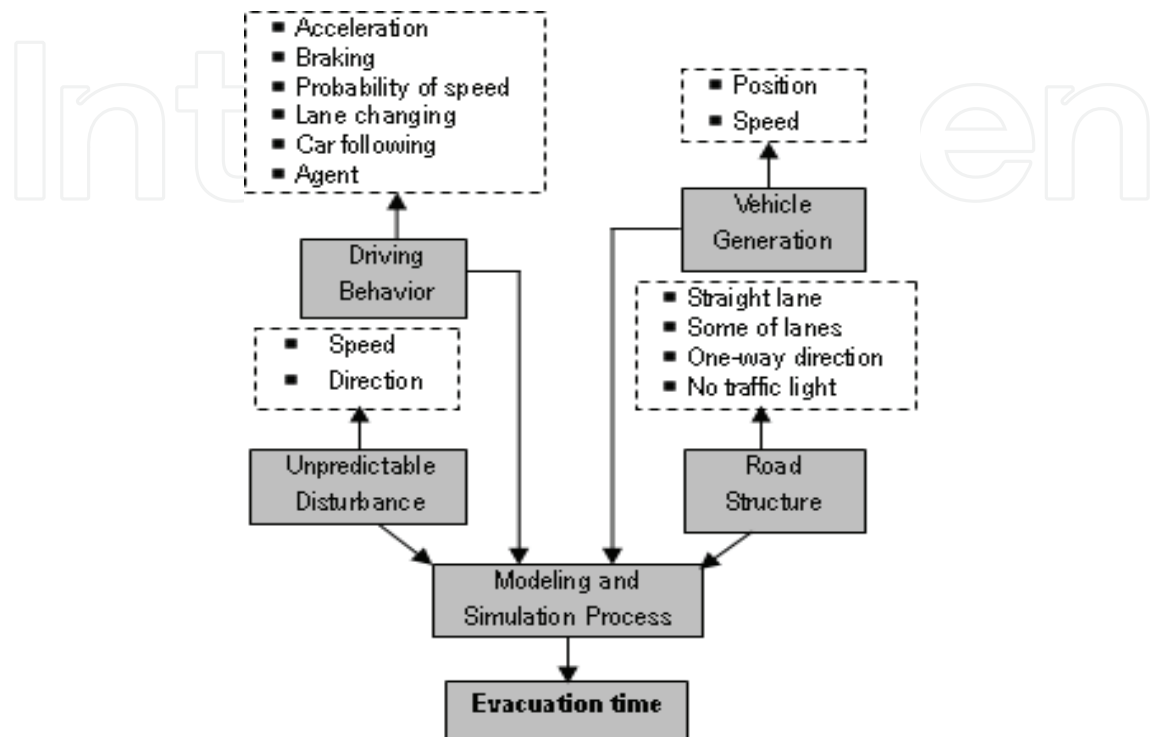 Acceleration
Braking
Probability of speed
Lane changing
Car following
Agent
Position
Speed
Vehicle
Generation
Driving
Behavior
Straight lane
Some of lanes
One-way direction
No traffic light
Speed
Direction
Unpredictable
Disturbance
Road
Structure
Modeling and
Simulation Process
Evacuation time